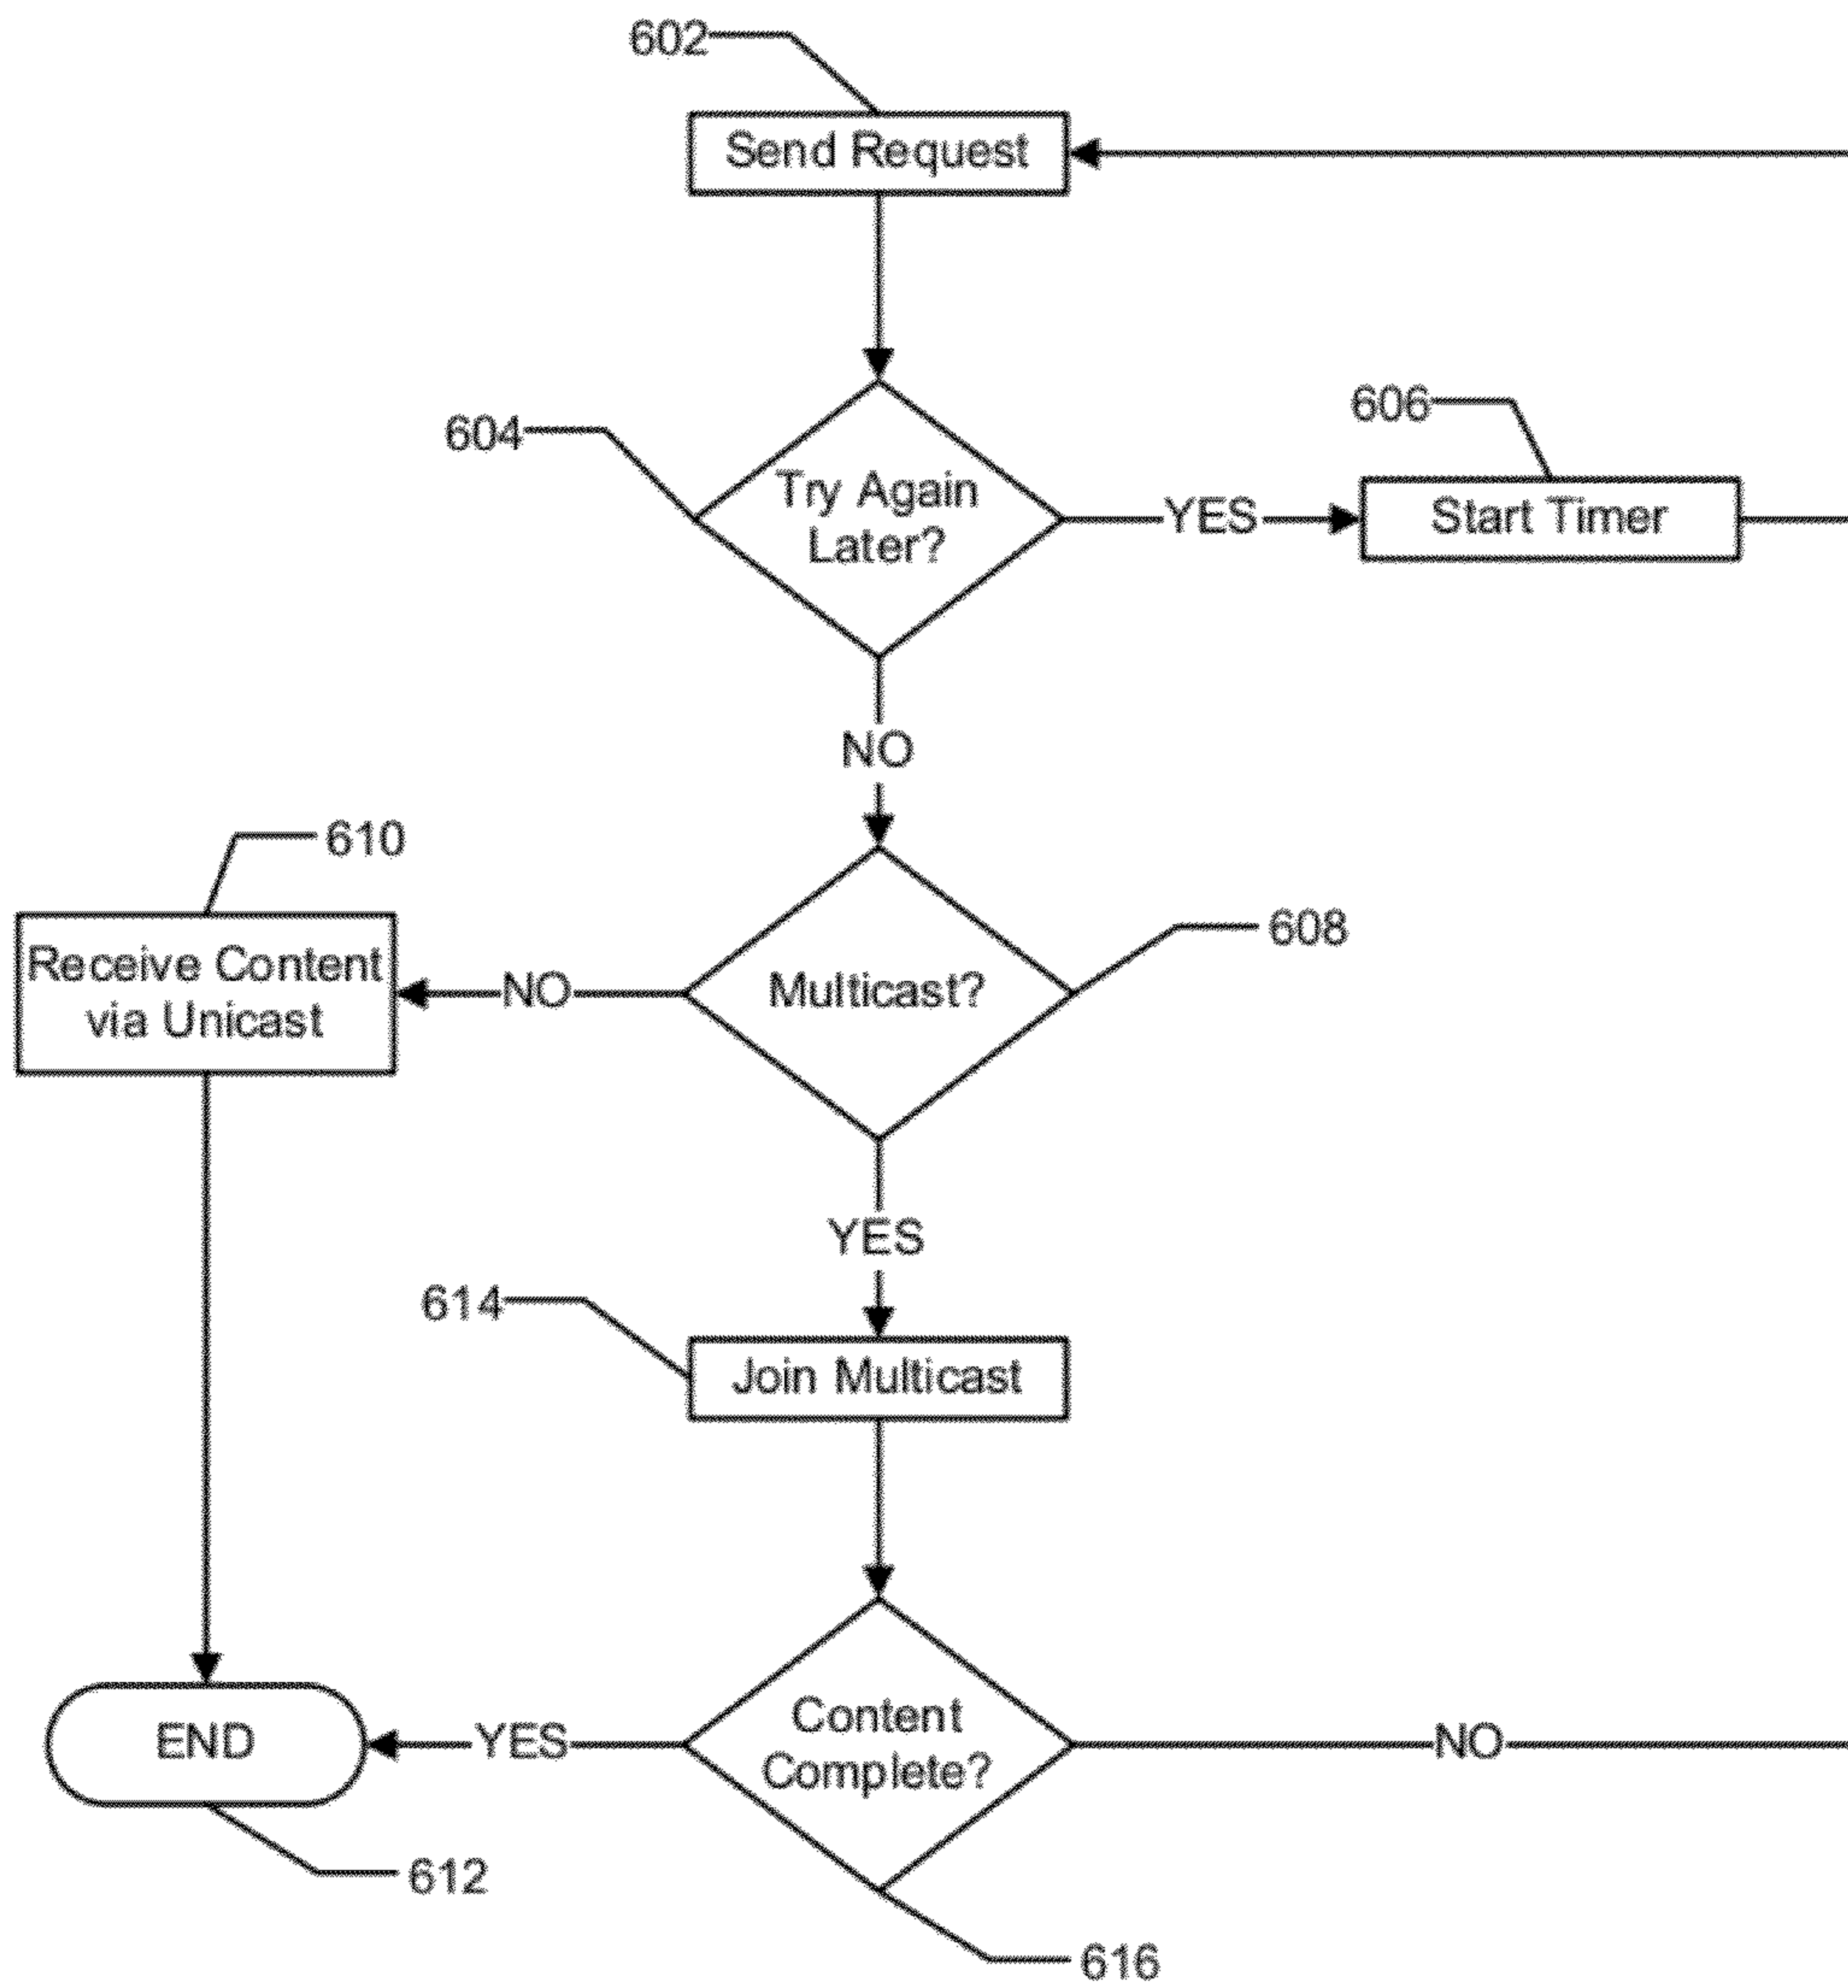 602
Send Request
606
604
Try Again
Later?
YES
Start Timer
NO
610
608
Receive Content
via Unicast
NO
Multicast?
YES
614
Join Multicast
Content
Complete?
END
YES
NO
612
616